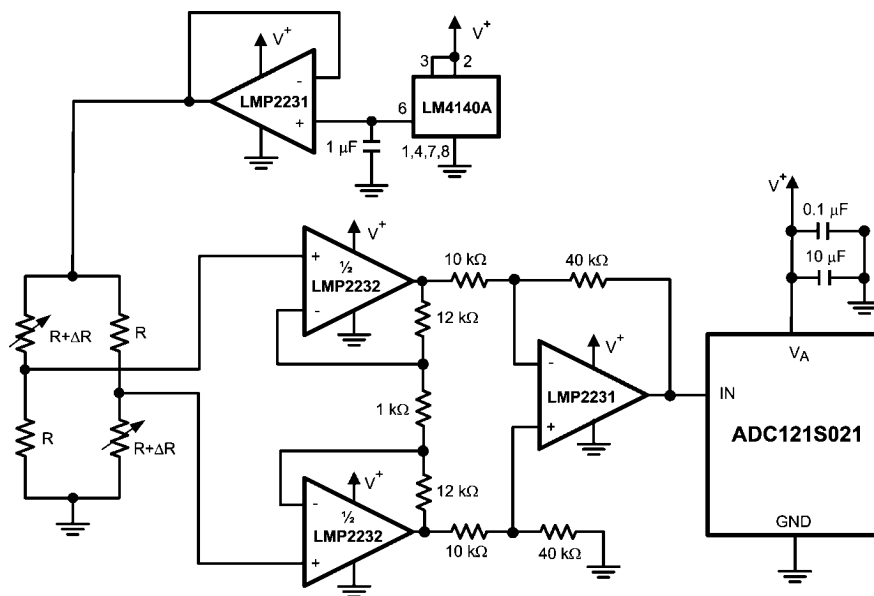 V+
V+
3 2
-
LMP2231
+
6
LM4140A
1 µF
1,4,7,8
V+
0.1 µF
10 µF
V+
+
½
LMP2232
-
10 kΩ
40 kΩ
12 kΩ
R+ΔR
R
V+
-
LMP2231
+
VA
IN
ADC121S021
1 kΩ
R
R+ΔR
V+
-
½
LMP2232
+
12 kΩ
10 kΩ
40 kΩ
GND